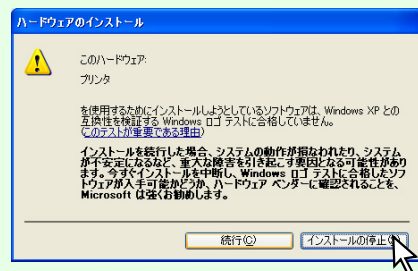 ハードウェアのインストール
このハードウェア:
プリンタ
を使用するためにインストールしようとしているソフトウェアは、Windows XP との
互換性を検証する Windows ロゴ テストに合格していません。
(このテストが重要である理由)
インストールを続行した場合、システムの動作が損なわれたり、システム
が不安定になるなど、重大な障害を引き起こす要因となる可能性があり
ます。今すぐインストールを中断し、Windows ロゴ テストに合格したソフ
トウェアが入手可能かどうか、ハードウェア ベンダーに確認されることを、
Microsoft は強くお勧めします。
続行(C) インストールの停止